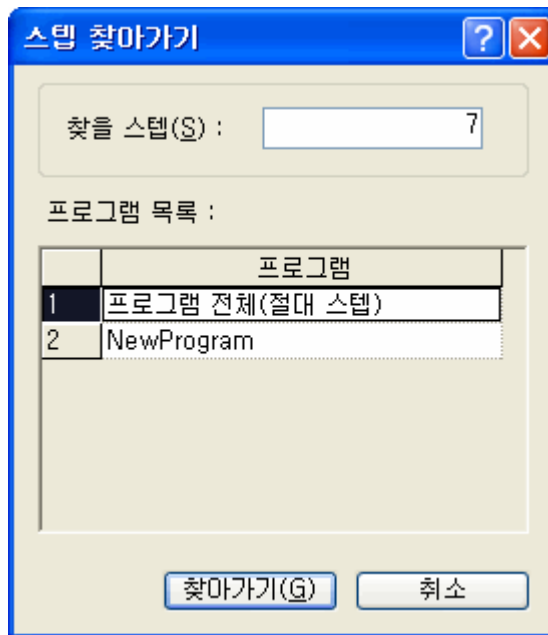 스텝 찾아가기
찾을 스텝(S) : 7
프로그램 목록 :
프로그램
1 프로그램 전체(절대 스텝)
2 NewProgram
찾아가기(G) 취소